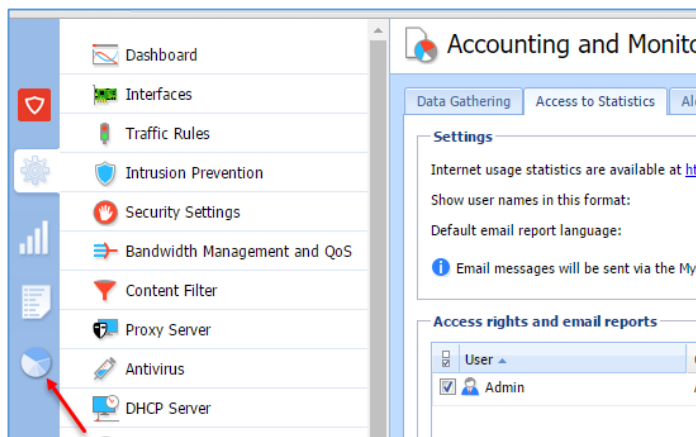 Dashboard
Interfaces
Traffic Rules
Intrusion Prevention
Security Settings
Bandwidth Management and QoS
Content Filter
Proxy Server
Antivirus
DHCP Server
Accounting and Monito
Data Gathering Access to Statistics Al
Settings
Internet usage statistics are available at ht
Show user names in this format:
Default email report language:
Email messages will be sent via the My
Access rights and email reports
User
Admin